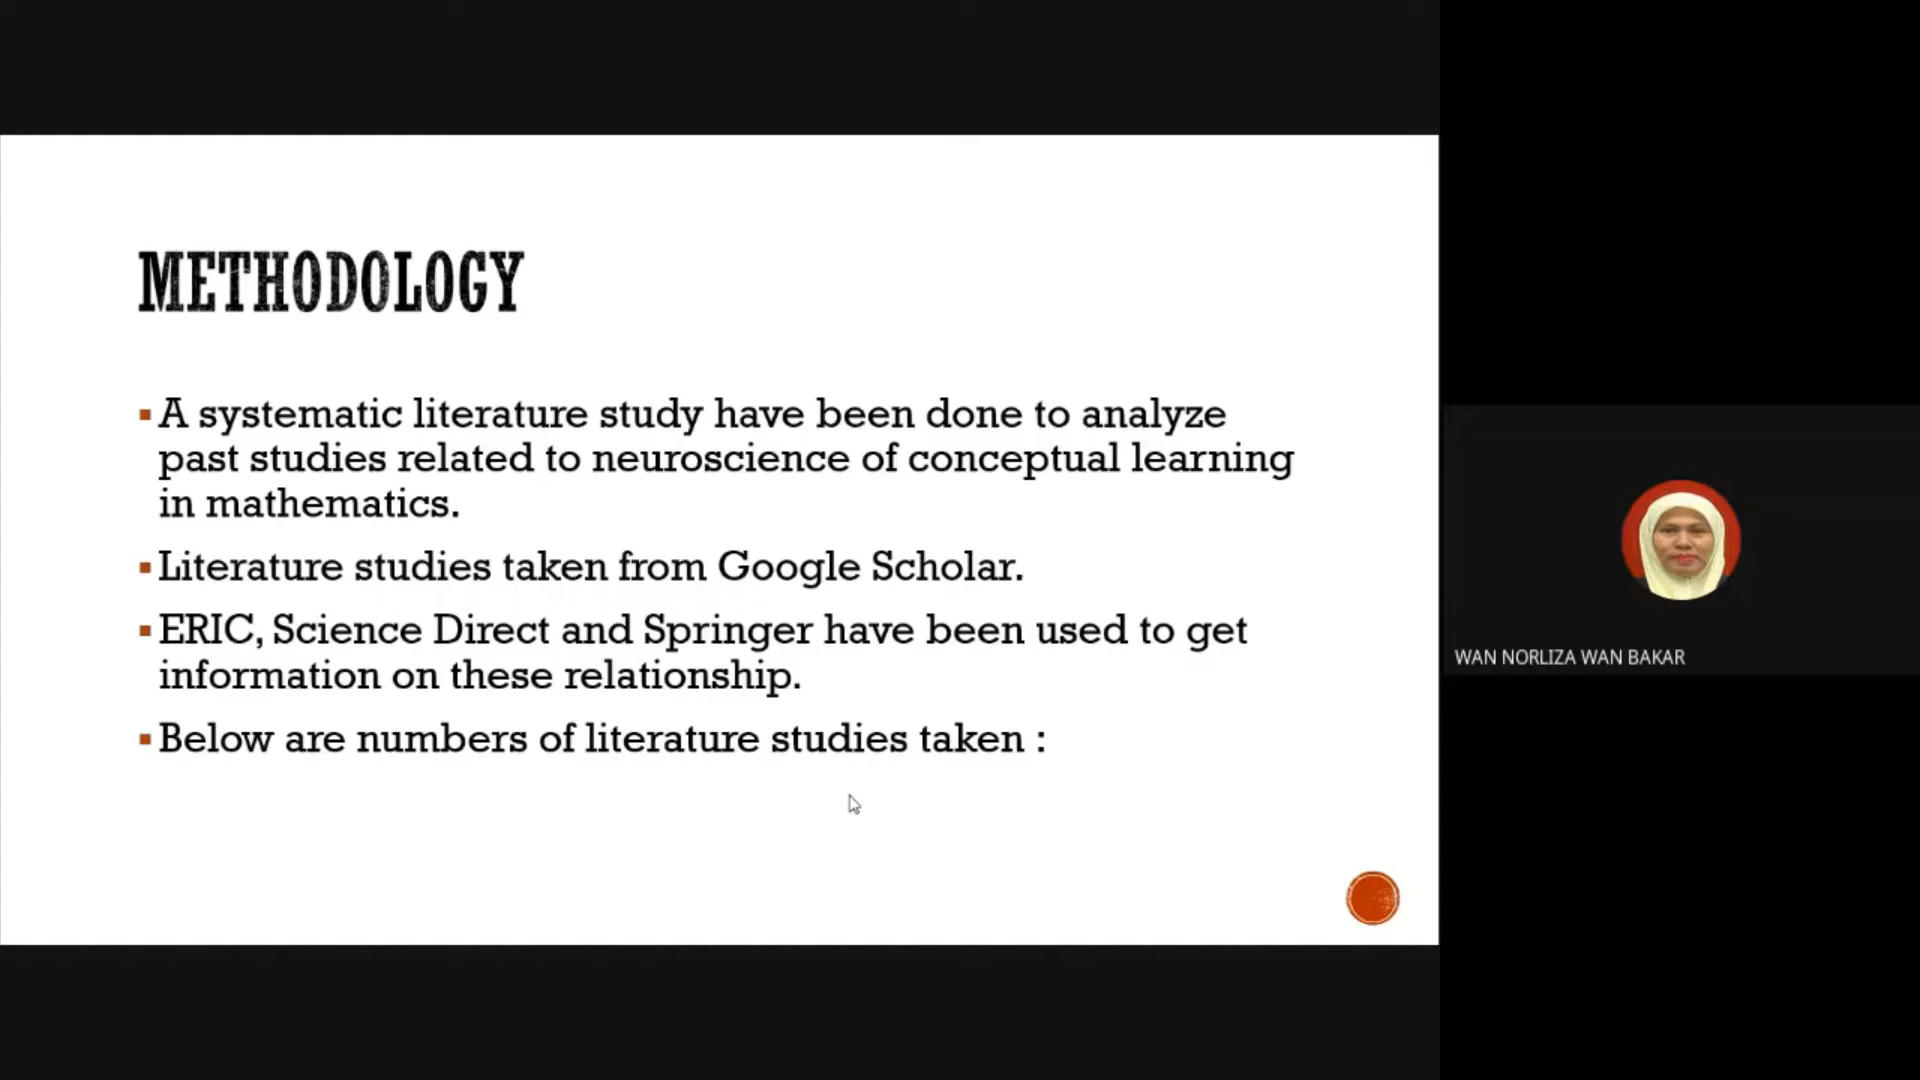 METHODOLOGY
A systematic literature study have been done to analyze
past studies related to neuroscience of conceptual learning
in mathematics.
Literature studies taken from Google Scholar.
ERIC, Science Direct and Springer have been used to get
information on these relationship.
Below are numbers of literature studies taken :
WAN NORLIZA WAN BAKAR